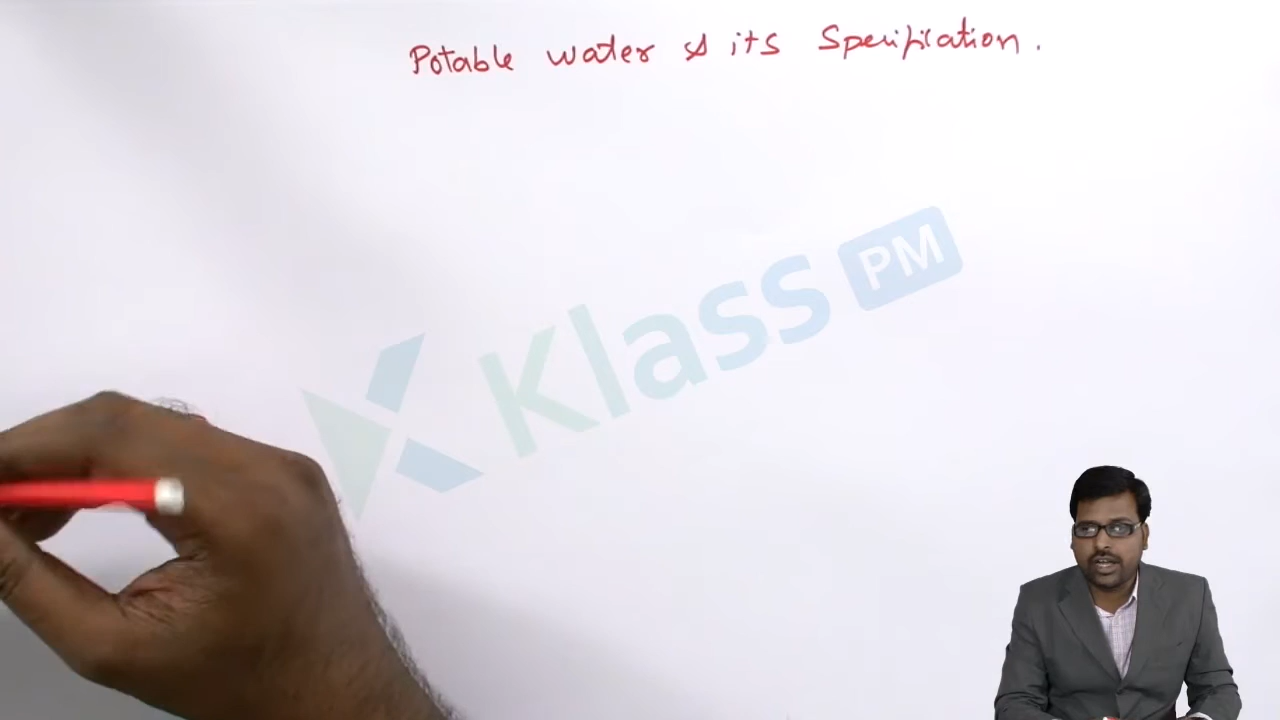 Potable water & its Specification.
Klass PM